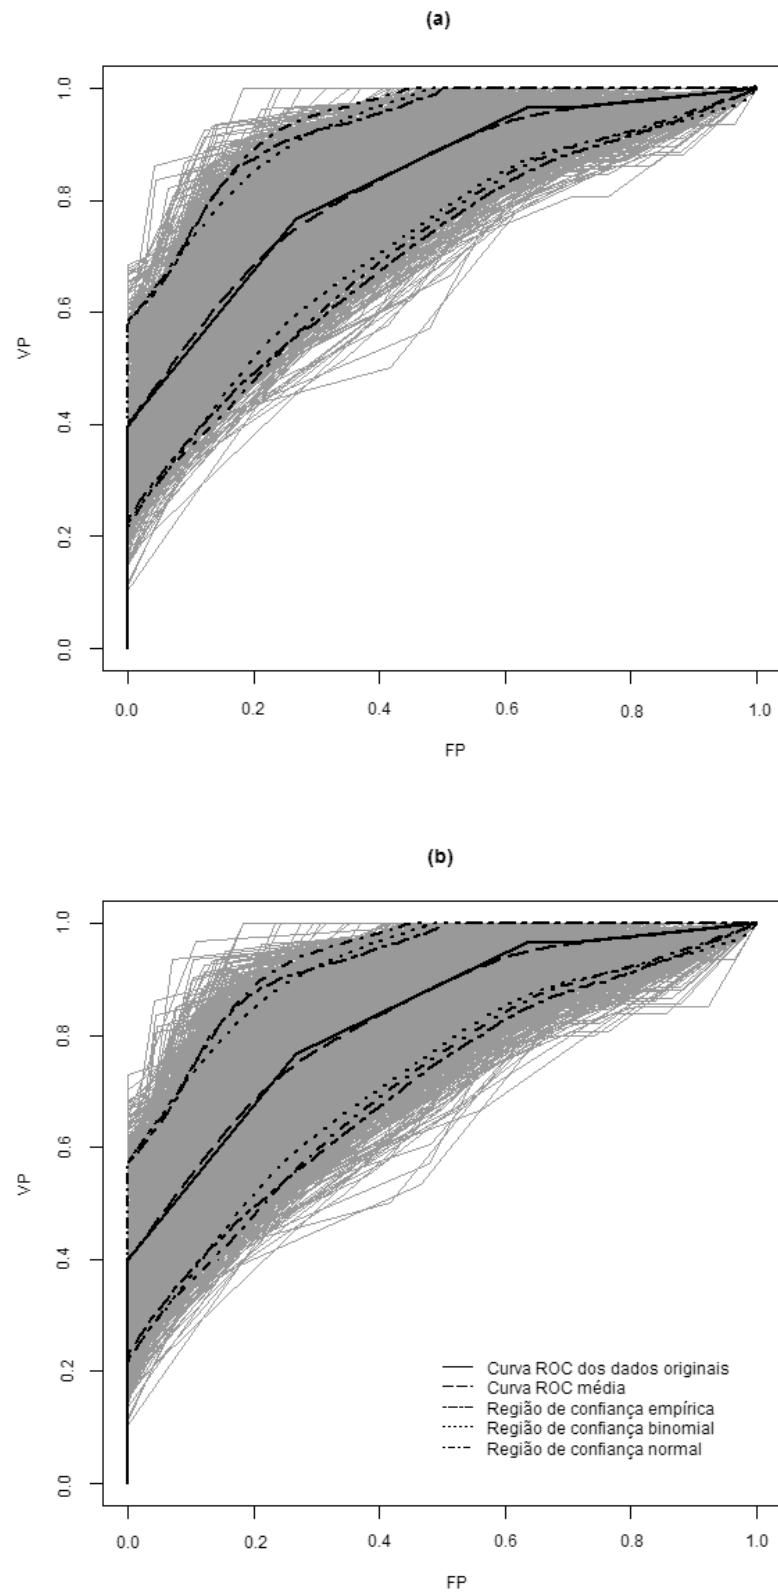 (a)
1.0
0.8
0.6
0.4
0.2
0.0
VP
0.0 0.2 0.4 0.6 0.8 1.0
FP
(b)
1.0
0.8
0.6
0.4
0.2
0.0
VP
Curva ROC dos dados originais
Curva ROC média
Região de confiança empírica
Região de confiança binomial
Região de confiança normal
0.0 0.2 0.4 0.6 0.8 1.0
FP